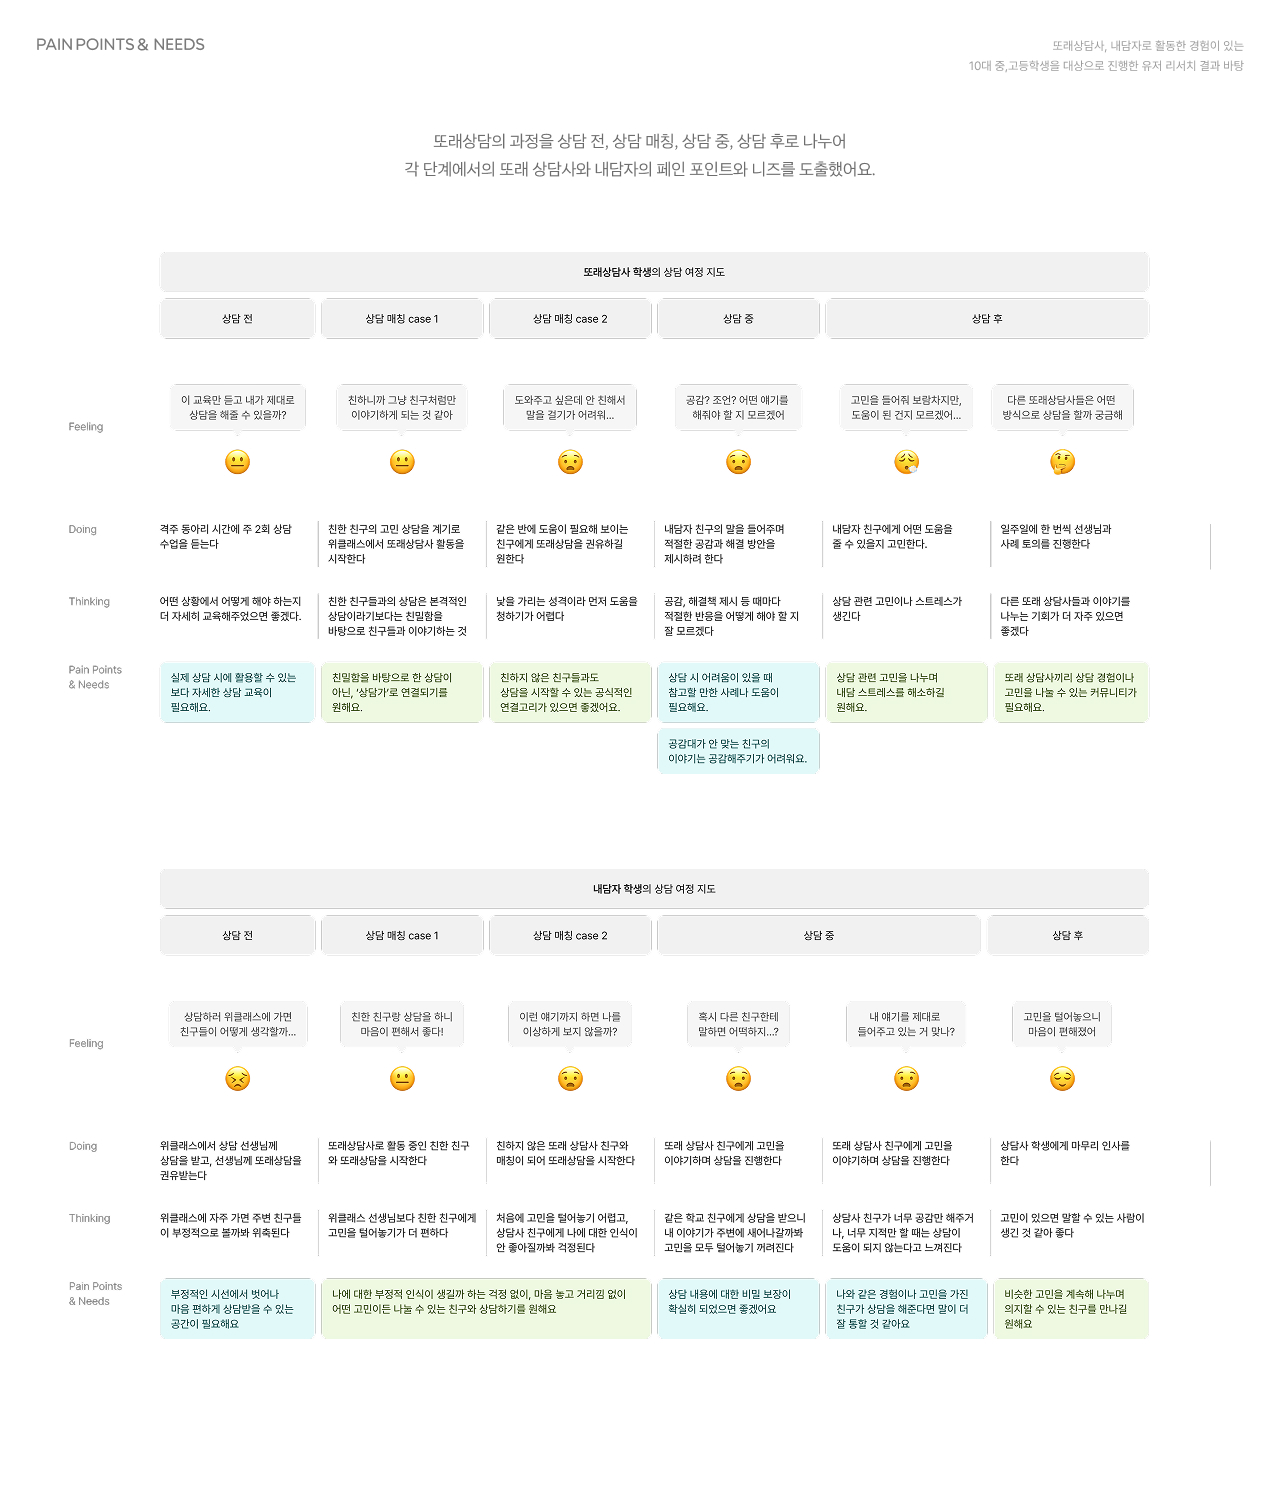 PAIN POINTS & NEEDS
또래상담사, 내담자로 활동한 경험이 있는
10대 중,고등학생을 대상으로 진행한 유저 리서치 결과 바탕
또래상담의 과정을 상담 전, 상담 매칭, 상담 중, 상담 후로 나누어
각 단계에서의 또래 상담사와 내담자의 페인 포인트와 니즈를 도출했어요.
또래상담사 학생의 상담 여정 지도
상담 전
상담 매칭 case 1
상담 매칭 case 2
상담 중
상담 후
Feeling
이 교육만 듣고 내가 제대로
상담을 해줄 수 있을까?
친하니까 그냥 친구처럼만
이야기하게 되는 것 같아
도와주고 싶은데 안 친해서
말을 걸기가 어려워...
공감? 조언? 어떤 얘기를
해줘야 할 지 모르겠어
고민을 들어줘 보람차지만,
도움이 된 건지 모르겠어...
다른 또래상담사들은 어떤
방식으로 상담을 할까 궁금해
Doing
격주 동아리 시간에 주 2회 상담
수업을 듣는다
친한 친구의 고민 상담을 계기로
위클래스에서 또래상담사 활동을
시작한다
같은 반에 도움이 필요해 보이는
친구에게 또래상담을 권유하길
원한다
내담자 친구의 말을 들어주며
적절한 공감과 해결 방안을
제시하려 한다
내담자 친구에게 어떤 도움을
줄 수 있을지 고민한다.
일주일에 한 번씩 선생님과
사례 토의를 진행한다
Thinking
어떤 상황에서 어떻게 해야 하는지
더 자세히 교육해주었으면 좋겠다.
친한 친구들과의 상담은 본격적인
상담이라기보다는 친밀함을
바탕으로 친구들과 이야기하는 것
낯을 가리는 성격이라 먼저 도움을
청하기가 어렵다
공감, 해결책 제시 등 때마다
적절한 반응을 어떻게 해야 할 지
잘 모르겠다
상담 관련 고민이나 스트레스가
생긴다
다른 또래 상담사들과 이야기를
나누는 기회가 더 자주 있으면
좋겠다
Pain Points
& Needs
실제 상담 시에 활용할 수 있는
보다 자세한 상담 교육이
필요해요.
친밀함을 바탕으로 한 상담이
아닌, '상담가'로 연결되기를
원해요.
친하지 않은 친구들과도
상담을 시작할 수 있는 공식적인
연결고리가 있으면 좋겠어요.
상담 시 어려움이 있을 때
참고할 만한 사례나 도움이
필요해요.
상담 관련 고민을 나누며
내담 스트레스를 해소하길
원해요.
또래 상담사끼리 상담 경험이나
고민을 나눌 수 있는 커뮤니티가
필요해요.
공감대가 안 맞는 친구의
이야기는 공감해주기가 어려워요.
내담자 학생의 상담 여정 지도
상담 전
상담 매칭 case 1
상담 매칭 case 2
상담 중
상담 후
Feeling
상담하러 위클래스에 가면
친구들이 어떻게 생각할까...
친한 친구랑 상담을 하니
마음이 편해서 좋다!
이런 얘기까지 하면 나를
이상하게 보지 않을까?
혹시 다른 친구한테
말하면 어떡하지...?
내 얘기를 제대로
들어주고 있는 거 맞나?
고민을 털어놓으니
마음이 편해졌어
Doing
위클래스에서 상담 선생님께
상담을 받고, 선생님께 또래상담을
권유받는다
또래상담사로 활동 중인 친한 친구
와 또래상담을 시작한다
친하지 않은 또래 상담사 친구와
매칭이 되어 또래상담을 시작한다
또래 상담사 친구에게 고민을
이야기하며 상담을 진행한다
또래 상담사 친구에게 고민을
이야기하며 상담을 진행한다
상담사 학생에게 마무리 인사를
한다
Thinking
위클래스에 자주 가면 주변 친구들
이 부정적으로 볼까봐 위축된다
위클래스 선생님보다 친한 친구에게
고민을 털어놓기가 더 편하다
처음에 고민을 털어놓기 어렵고,
상담사 친구에게 나에 대한 인식이
안 좋아질까봐 걱정된다
같은 학교 친구에게 상담을 받으니
내 이야기가 주변에 새어나갈까봐
고민을 모두 털어놓기 꺼려진다
상담사 친구가 너무 공감만 해주거
나, 너무 지적만 할 때는 상담이
도움이 되지 않는다고 느껴진다
고민이 있으면 말할 수 있는 사람이
생긴 것 같아 좋다
Pain Points
& Needs
부정적인 시선에서 벗어나
마음 편하게 상담받을 수 있는
공간이 필요해요
나에 대한 부정적 인식이 생길까 하는 걱정 없이, 마음 놓고 거리낌 없이
어떤 고민이든 나눌 수 있는 친구와 상담하기를 원해요
상담 내용에 대한 비밀 보장이
확실히 되었으면 좋겠어요
나와 같은 경험이나 고민을 가진
친구가 상담을 해준다면 말이 더
잘 통할 것 같아요
비슷한 고민을 계속해 나누며
의지할 수 있는 친구를 만나길
원해요